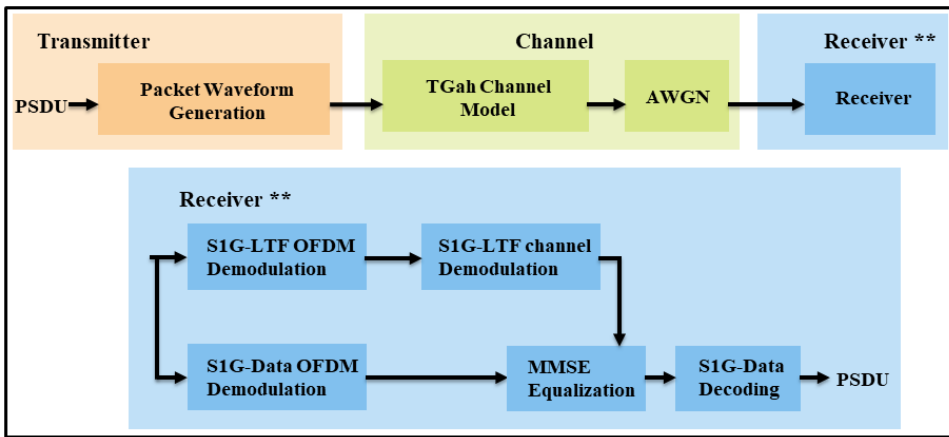 Transmitter
Channel
Receiver **
PSDU
Packet Waveform
Generation
TGah Channel
Model
AWGN
Receiver
Receiver **
S1G-LTF OFDM
Demodulation
S1G-LTF channel
Demodulation
S1G-Data OFDM
Demodulation
MMSE
Equalization
S1G-Data
Decoding
PSDU